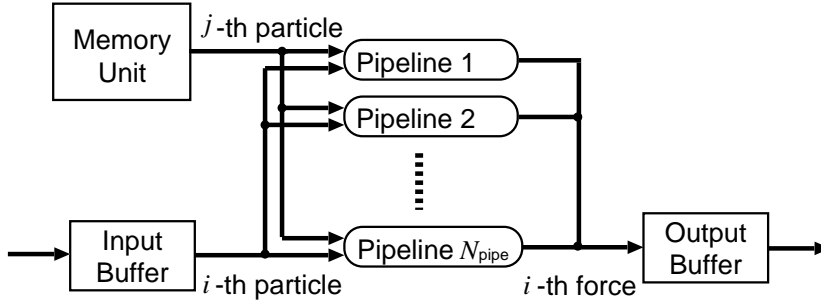 Memory
Unit
j -th particle
Pipeline 1
Pipeline 2
Input
Buffer
i -th particle
Pipeline Npipe
i -th force
Output
Buffer